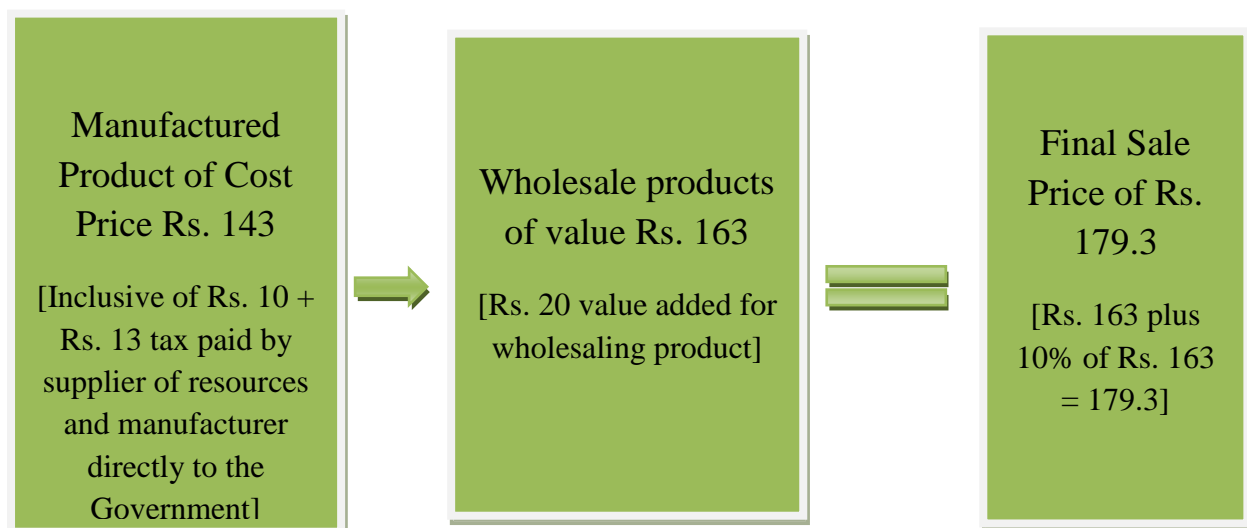 Manufactured
Product of Cost
Price Rs. 143
[Inclusive of Rs. 10 +
Rs. 13 tax paid by
supplier of resources
and manufacturer
directly to the
Government]
Wholesale products
of value Rs. 163
[Rs. 20 value added for
wholesaling product]
Final Sale
Price of Rs.
179.3
[Rs. 163 plus
10% of Rs. 163
= 179.3]